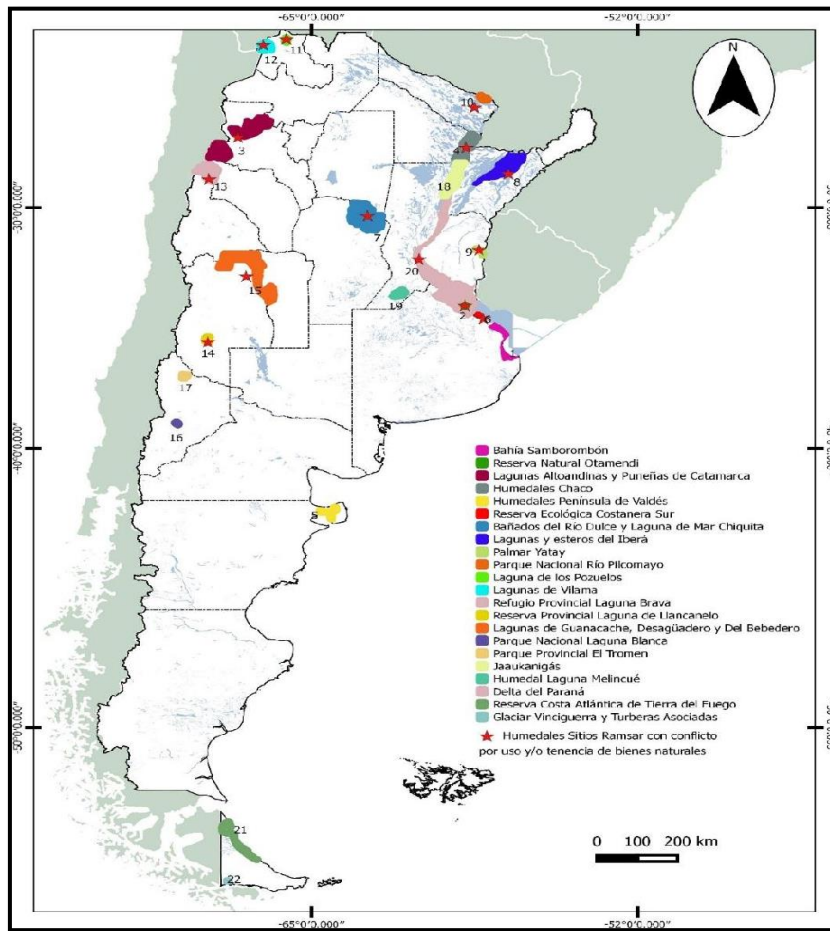 -65°0'0.000"
-52°0'0.000"
N
11
12
10
3
4
8
13
18
-30°0'0.000"
7
9
20
15
19
2
6
14
17
16
-40°0'0.000"
5
Bahía Samborombón
Reserva Natural Otamendi
Lagunas Altoandinas y Puneñas de Catamarca
Humedales Chaco
Humedales Península de Valdés
Reserva Ecológica Costanera Sur
Bañados del Río Dulce y Laguna de Mar Chiquita
Lagunas y esteros del Iberá
Palmar Yatay
Parque Nacional Río Pilcomayo
Laguna de los Pozuelos
Lagunas de Vilama
Refugio Provincial Laguna Brava
Reserva Provincial Laguna de Llancanelo
Lagunas de Guanacache, Desagüadero y Del Bebedero
Parque Nacional Laguna Blanca
Parque Provincial El Tromen
Jaaukanigás
Humedal Laguna Melincué
Delta del Paraná
Reserva Costa Atlántica de Tierra del Fuego
Glaciar Vinciguerra y Turberas Asociadas
Humedales Sitios Ramsar con conflicto
por uso y/o tenencia de bienes naturales
-50°0'0.000"
21
22
0 100 200 km
-65°0'0.000"
-52°0'0.000"